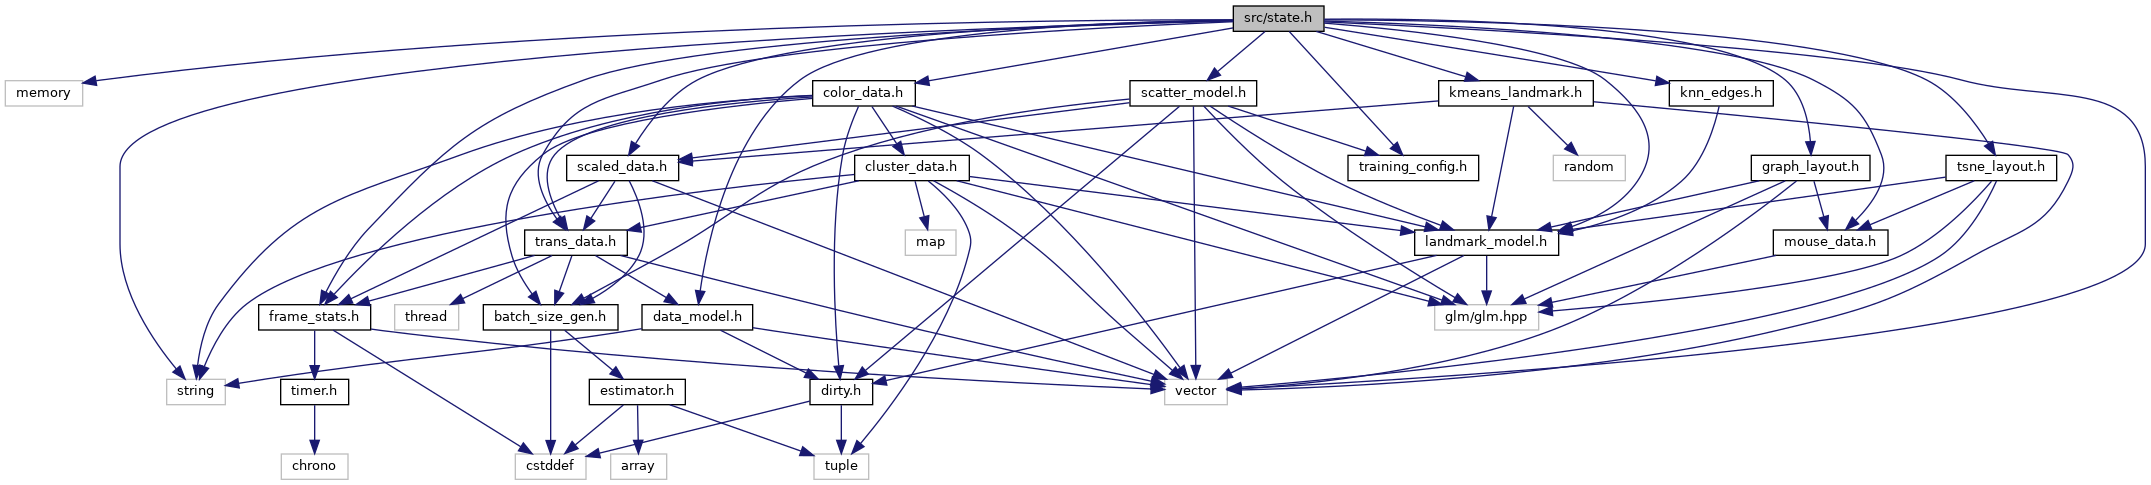 src/state.h
memory
color_data.h
scatter_model.h
kmeans_landmark.h
knn_edges.h
scaled_data.h
cluster_data.h
training_config.h
random
graph_layout.h
tsne_layout.h
trans_data.h
map
landmark_model.h
mouse_data.h
frame_stats.h
thread
batch_size_gen.h
data_model.h
glm/glm.hpp
string
timer.h
estimator.h
dirty.h
vector
chrono
cstddef
array
tuple